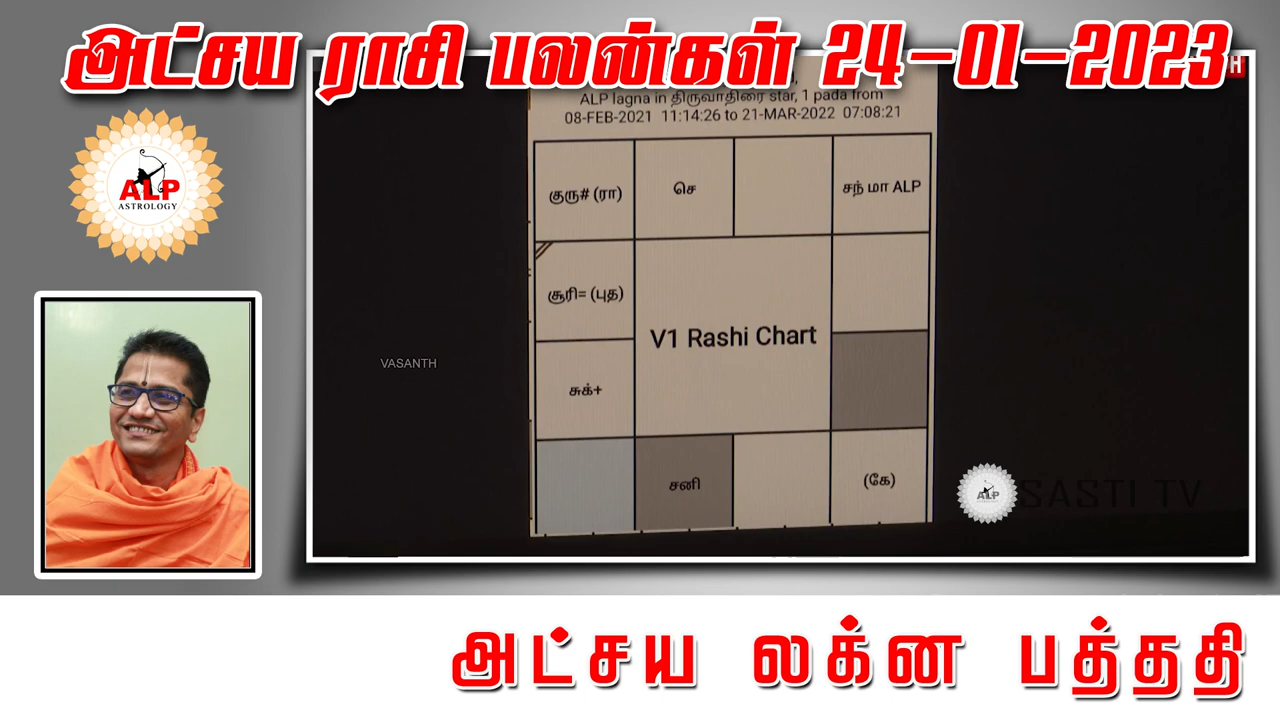 அட்சய ராசி பலன்கள் 24-01-2023
ALP lagna in திருவாதிரை star, 1 pada from
08-FEB-2021 11:14:26 to 21-MAR-2022 07:08:21
குரு# (ரா)
செ
சந் மா ALP
சூரி= (புத)
V1 Rashi Chart
சுக்+
சனி
(கே)
ALP
ASTROLOGY
VASANTH
ALP
SASTI TV
அட்சய லக்ன பத்ததி